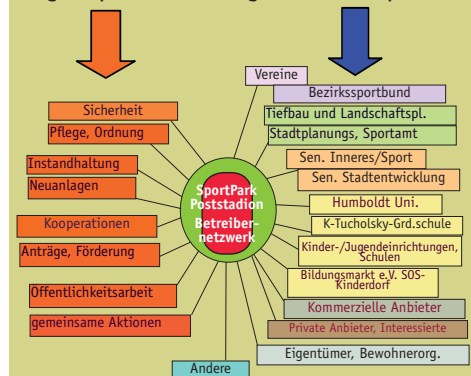 Vereine
Bezirkssportbund
Sicherheit
Tiefbau und Landschaftspl.
Pflege, Ordnung
Stadtplanungs, Sportamt
Instandhaltung
Sen. Inneres/Sport
Neuanlagen
Sen. Stadtentwicklung
SportPark
Poststadion
Betreiber-
netzwerk
Humboldt Uni.
Kooperationen
K-Tucholsky-Grd.schule
Anträge, Förderung
Kinder-/Jugendeinrichtungen,
Schulen
Bildungsmarkt e.V. SOS-
Kinderdorf
Öffentlichkeitsarbeit
Kommerzielle Anbieter
gemeinsame Aktionen
Private Anbieter, Interessierte
Eigentümer, Bewohnerorg.
Andere